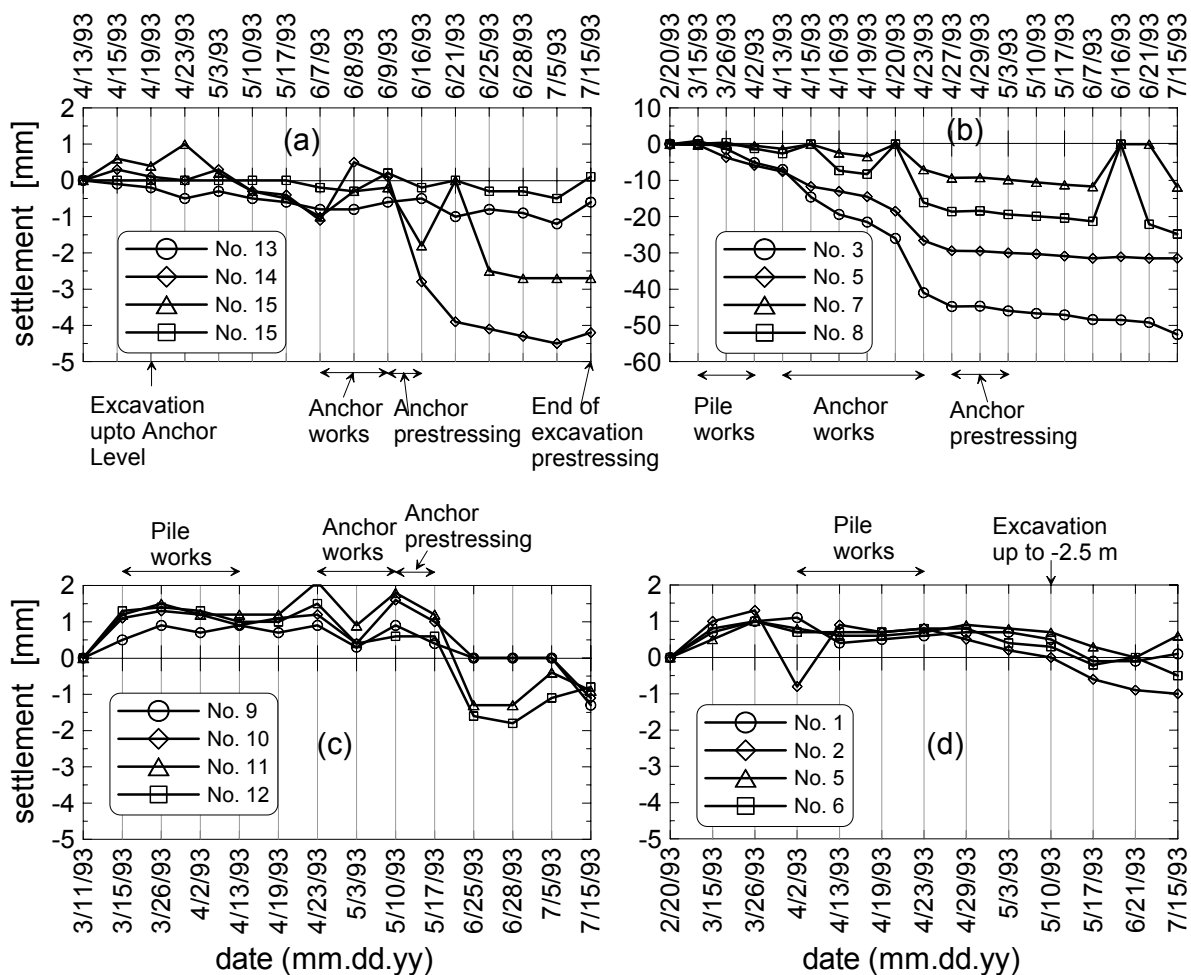 4/13/93
4/15/93
4/19/93
4/23/93
5/3/93
5/10/93
5/17/93
6/7/93
6/8/93
6/9/93
6/16/93
6/21/93
6/25/93
6/28/93
7/5/93
7/15/93
settlement [mm]
2
1
0
-1
-2
-3
-4
-5
(a)
No. 13
No. 14
No. 15
No. 15
Excavation
upto Anchor
Level
Anchor
works
Anchor
prestressing
End of
excavation
prestressing
2/20/93
3/15/93
3/26/93
4/2/93
4/13/93
4/15/93
4/19/93
4/20/93
4/23/93
4/27/93
4/29/93
5/3/93
5/10/93
5/17/93
6/7/93
6/16/93
6/21/93
7/15/93
10
0
-10
-20
-30
-40
-50
-60
(b)
No. 3
No. 5
No. 7
No. 8
Pile
works
Anchor
works
Anchor
prestressing
Pile
works
Anchor
works
Anchor
prestressing
settlement [mm]
2
1
0
-1
-2
-3
-4
-5
No. 9
No. 10
No. 11
No. 12
(c)
3/11/93
3/15/93
3/26/93
4/2/93
4/13/93
4/19/93
4/23/93
5/3/93
5/10/93
5/17/93
6/25/93
6/28/93
7/5/93
7/15/93
date (mm.dd.yy)
Pile
works
Excavation
up to -2.5 m
2
1
0
-1
-2
-3
-4
-5
(d)
No. 1
No. 2
No. 5
No. 6
2/20/93
3/15/93
3/26/93
4/2/93
4/13/93
4/19/93
4/23/93
4/29/93
5/3/93
5/10/93
5/17/93
6/21/93
7/15/93
date (mm.dd.yy)